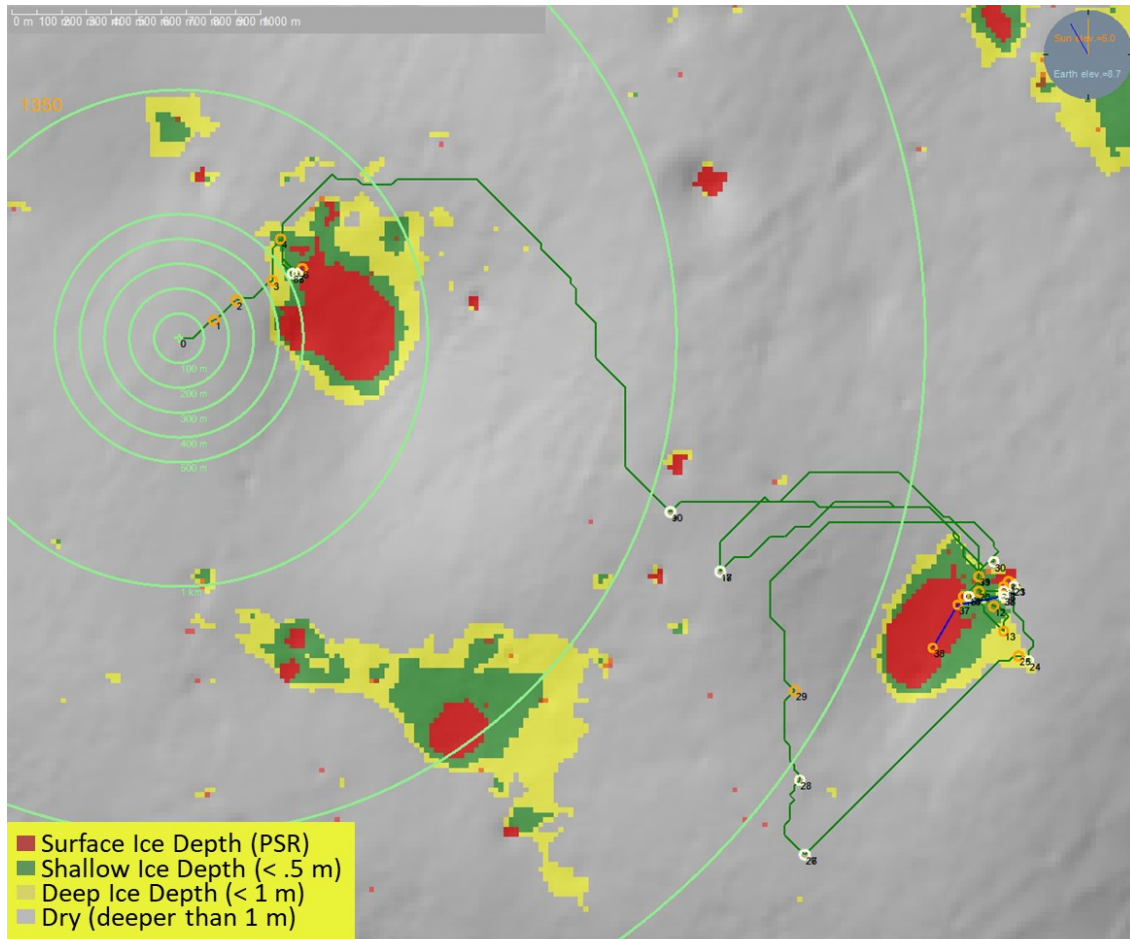 0 m 100 m 200 m 300 m 400 m 500 m 600 m 700 m 800 m 900 m 1000 m
Sun elev.=6.0
Earth elev.=8.7
1350
4
3
2
1
0
100 m
200 m
300 m
400 m
500 m
1 km
30
12
37
13
38
25
24
29
28
Surface Ice Depth (PSR)
Shallow Ice Depth (< .5 m)
Deep Ice Depth (< 1 m)
Dry (deeper than 1 m)